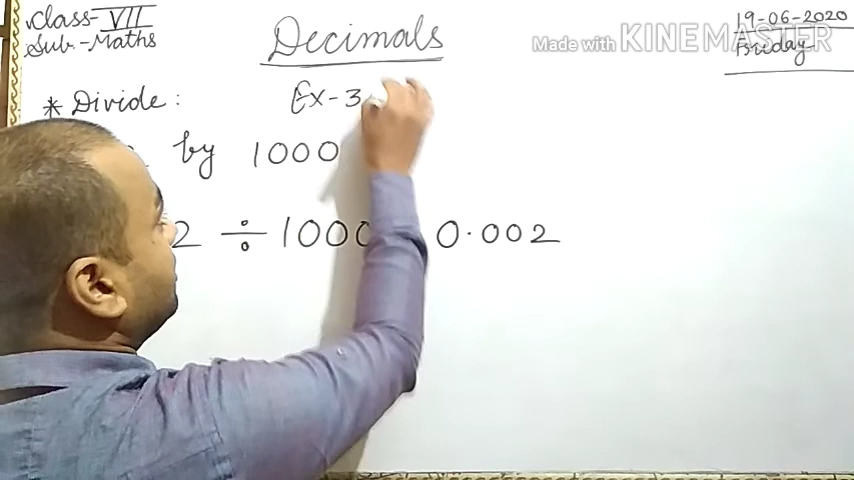 Class-VII
Sub.-Maths
Decimals
Made with KINEMASTER
19-06-2020
Friday
* Divide :
Ex-3
by 1000
2 ÷ 1000 0.002